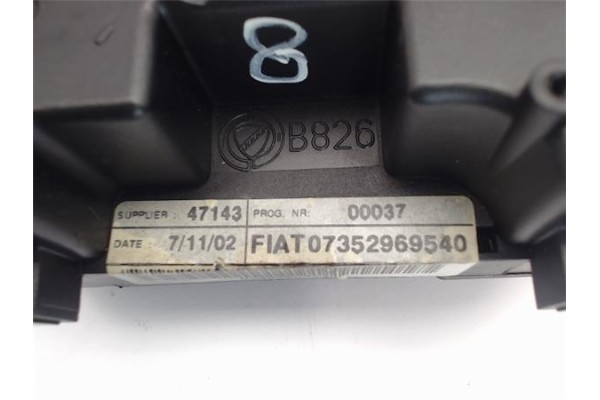 8
B826
SUPPLIER : 47143 PROG. NR: 00037
DATE : 7/11/02 FIAT07352969540